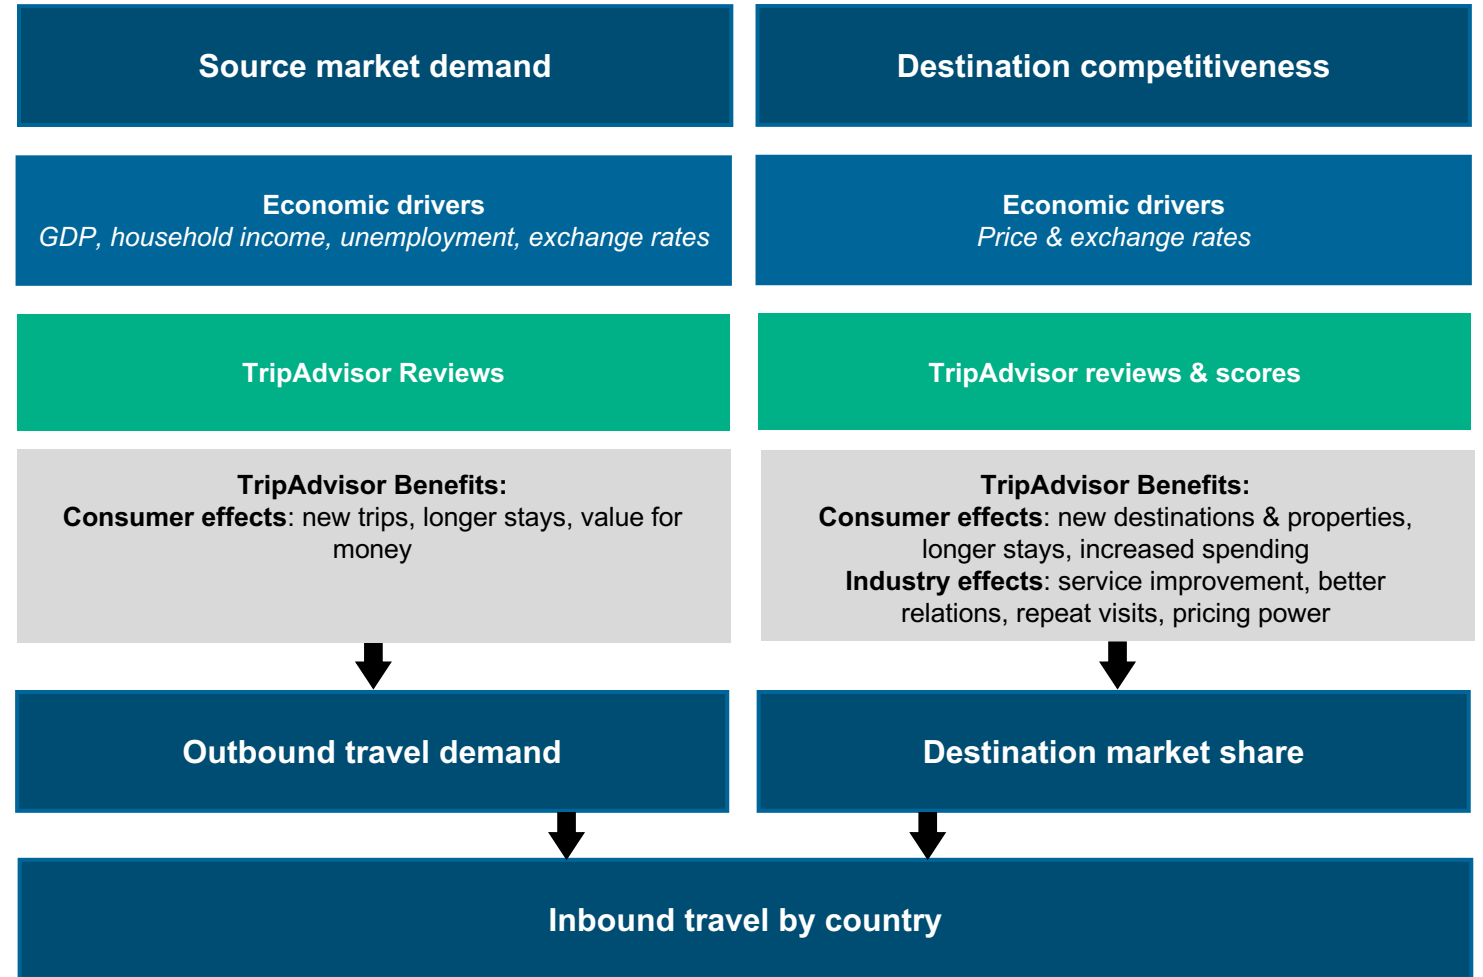 Source market demand
Destination competitiveness
Economic drivers
GDP, household income, unemployment, exchange rates
Economic drivers
Price & exchange rates
TripAdvisor Reviews
TripAdvisor reviews & scores
TripAdvisor Benefits:
Consumer effects: new trips, longer stays, value for
money
TripAdvisor Benefits:
Consumer effects: new destinations & properties,
longer stays, increased spending
Industry effects: service improvement, better
relations, repeat visits, pricing power
Outbound travel demand
Destination market share
Inbound travel by country